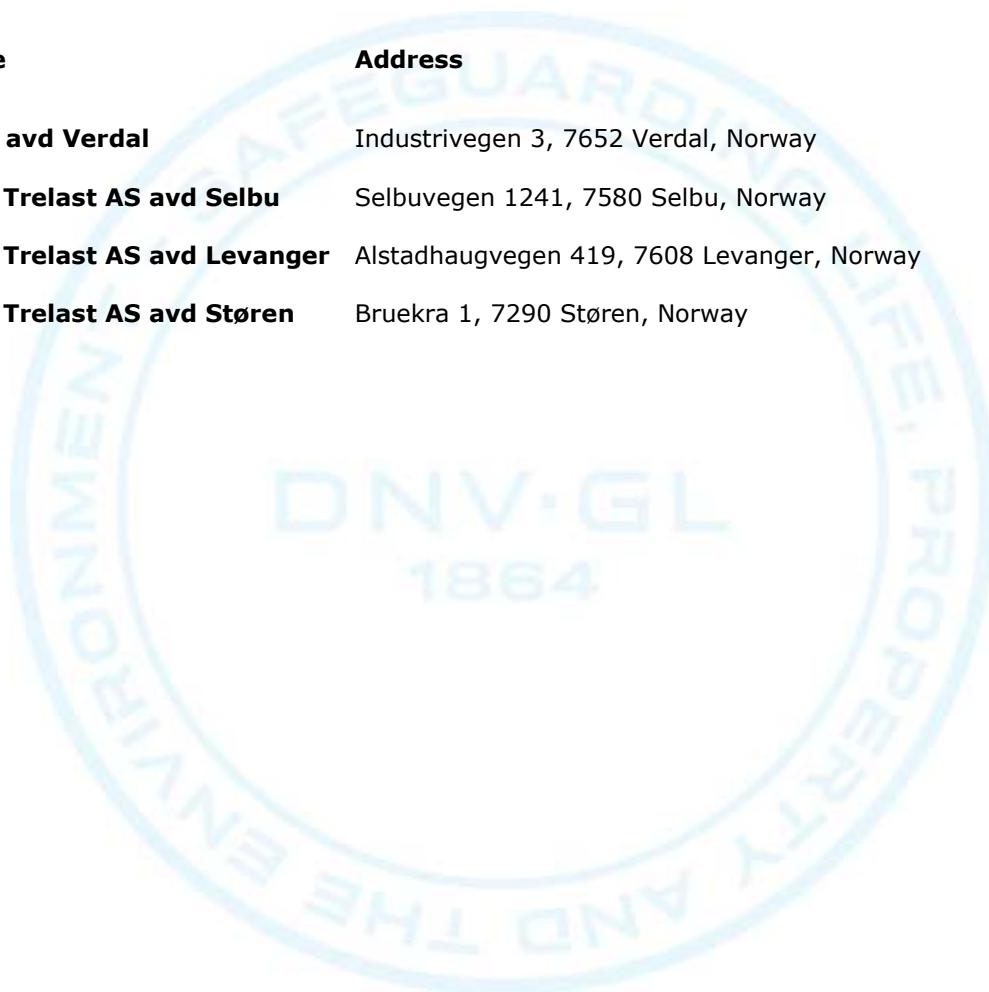 e Address
avd Verdal Industrivegen 3, 7652 Verdal, Norway
Trelast AS avd Selbu Selbuvegen 1241, 7580 Selbu, Norway
Trelast AS avd Levanger Alstadhaugvegen 419, 7608 Levanger, Norway
Trelast AS avd Støren Bruekra 1, 7290 Støren, Norway
SAFEGUARDING LIFE, PROPERTY AND THE ENVIRONMENT
DNV·GL
1864